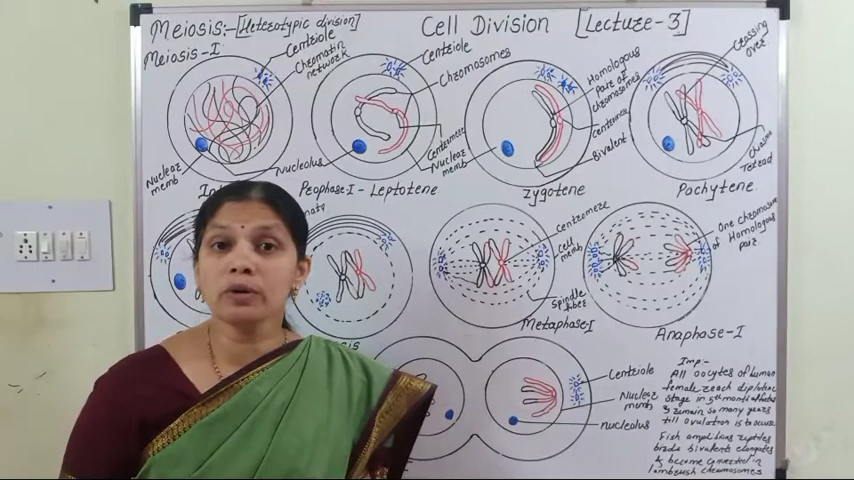 Meiosis:-[Heterotypic division]
Cell Division [Lecture-3]
Meiosis-I
Centriole
Chromatin
network
Nuclear
memb
Centriole
Chromosomes
Centromere
Nuclear
memb
Nucleolus
Prophase-I-Leptotene
Homologous
pair of
chromosomes
centromere
Bivalent
zygotene
Crossing
over
Tetrad
Pachytene
Centromere
Cell
memb
spindle
fibre
Metaphase-I
One Chromosome
of Homologous
pair.
Anaphase-I
Centriole
Nuclear
memb
nucleolus
Imp:-
All oocytes of human
female reach diplotene
stage in 5th month of foetus
& remain so many years
till ovulation is to occur
Fish amphibians reptiles
birds bivalents elongates
& become converted in
lambrush chromosomes